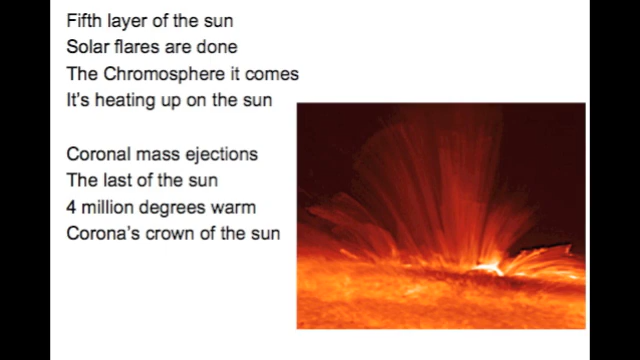 Fifth layer of the sun
Solar flares are done
The Chromosphere it comes
It's heating up on the sun
Coronal mass ejections
The last of the sun
4 million degrees warm
Corona's crown of the sun